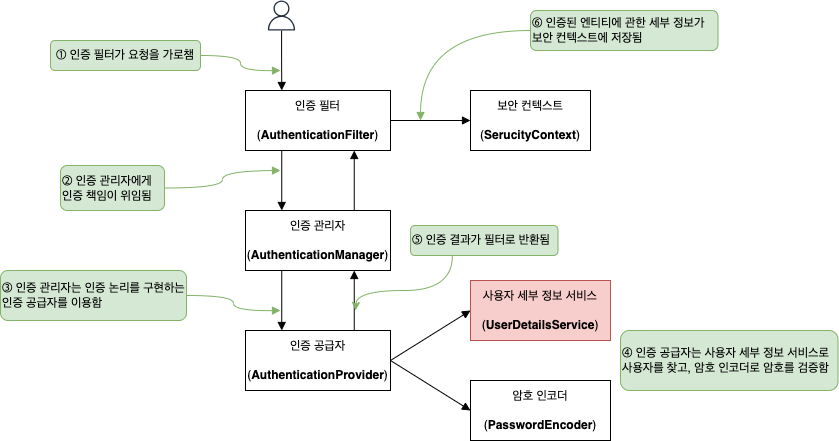 ① 인증 필터가 요청을 가로챔
⑥ 인증된 엔티티에 관한 세부 정보가
보안 컨텍스트에 저장됨
인증 필터
(AuthenticationFilter)
보안 컨텍스트
(SerucityContext)
② 인증 관리자에게
인증 책임이 위임됨
인증 관리자
(AuthenticationManager)
⑤ 인증 결과가 필터로 반환됨
③ 인증 관리자는 인증 논리를 구현하는
인증 공급자를 이용함
사용자 세부 정보 서비스
(UserDetailsService)
인증 공급자
(AuthenticationProvider)
④ 인증 공급자는 사용자 세부 정보 서비스로
사용자를 찾고, 암호 인코더로 암호를 검증함
암호 인코더
(PasswordEncoder)